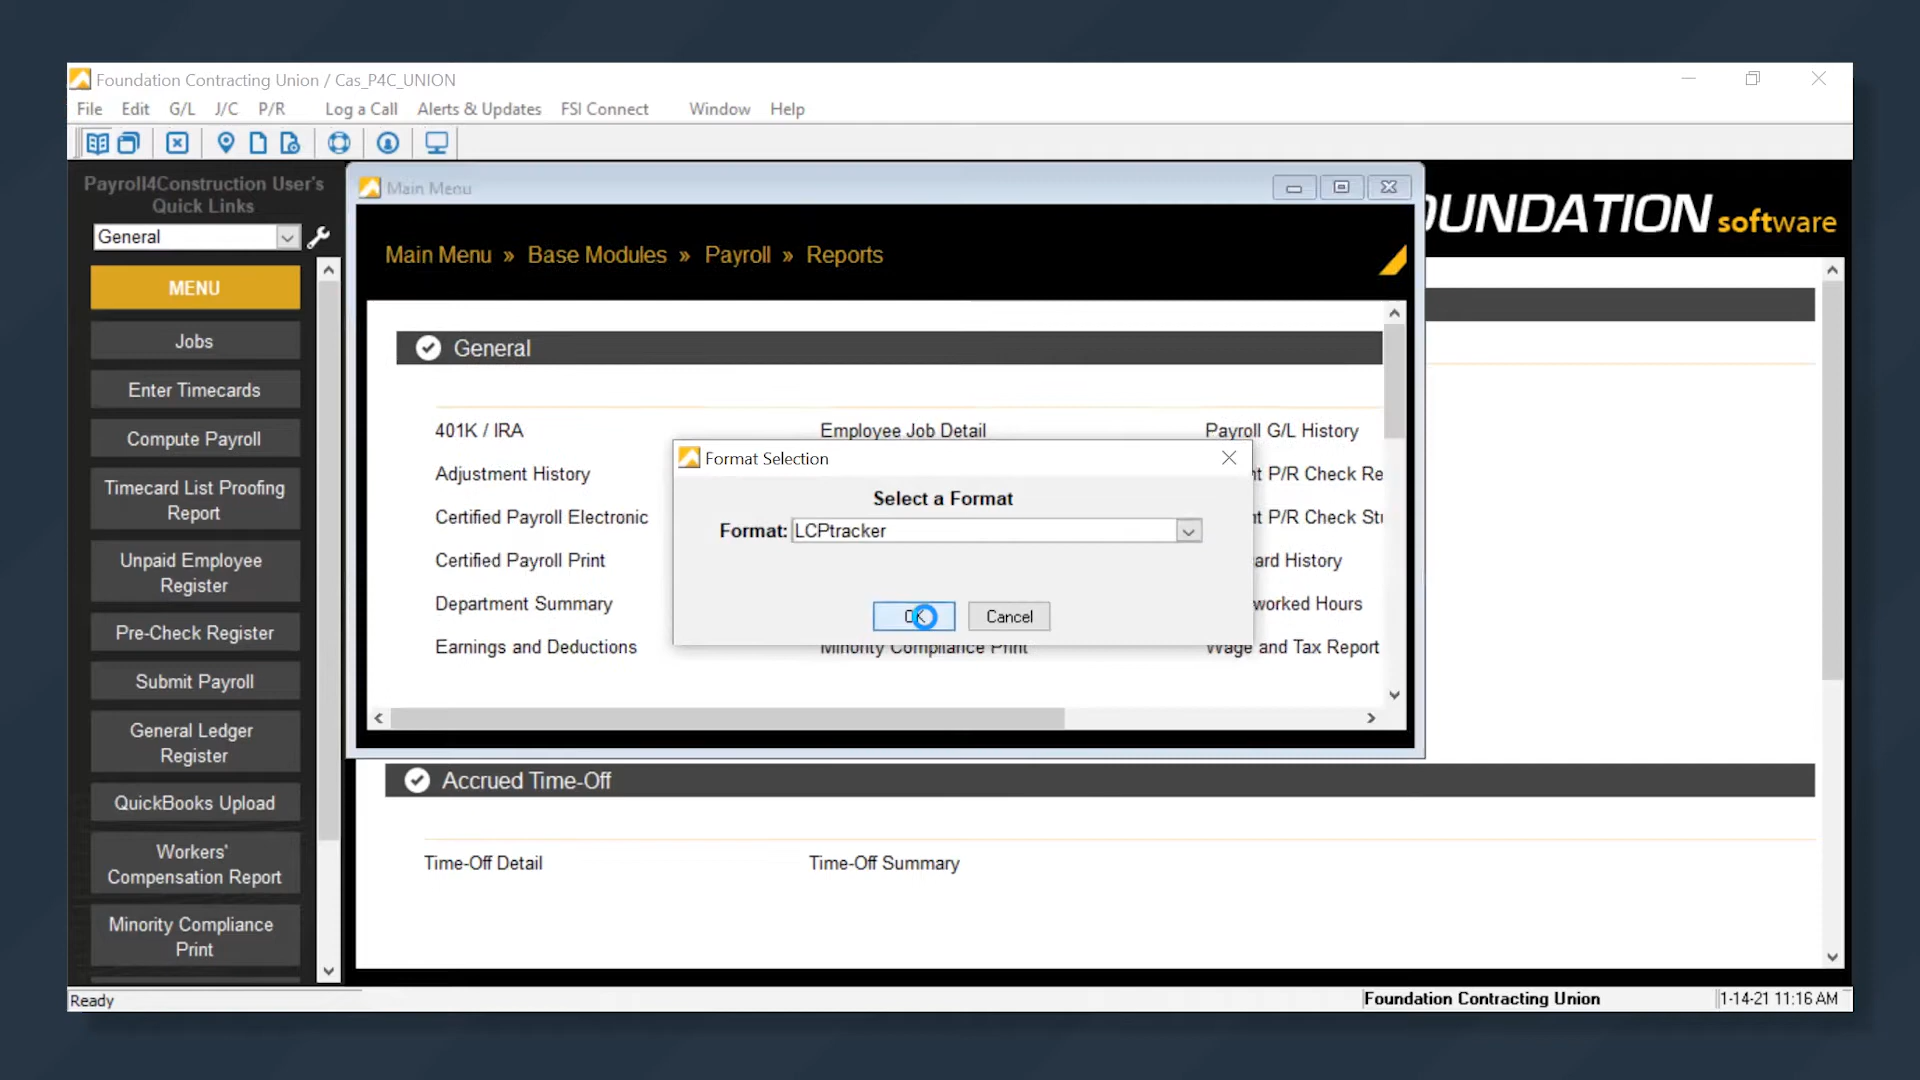 Foundation Contracting Union / Cas_P4C_UNION
File Edit G/L J/C P/R Log a Call Alerts & Updates FSI Connect Window Help
Payroll4Construction User's
Quick Links
General
MENU
Jobs
Enter Timecards
Compute Payroll
Timecard List Proofing
Report
Unpaid Employee
Register
Pre-Check Register
Submit Payroll
General Ledger
Register
QuickBooks Upload
Workers'
Compensation Report
Minority Compliance
Print
Main Menu
OUNDATION software
Main Menu » Base Modules » Payroll » Reports
General
401K / IRA Employee Job Detail Payroll G/L History
Adjustment History t P/R Check Re
Certified Payroll Electronic t P/R Check St
Certified Payroll Print ard History
Department Summary worked Hours
Earnings and Deductions Minority Compliance Print Wage and Tax Report
Format Selection
Select a Format
Format: LCPtracker
OK Cancel
Accrued Time-Off
Time-Off Detail Time-Off Summary
Ready Foundation Contracting Union 1-14-21 11:16 AM